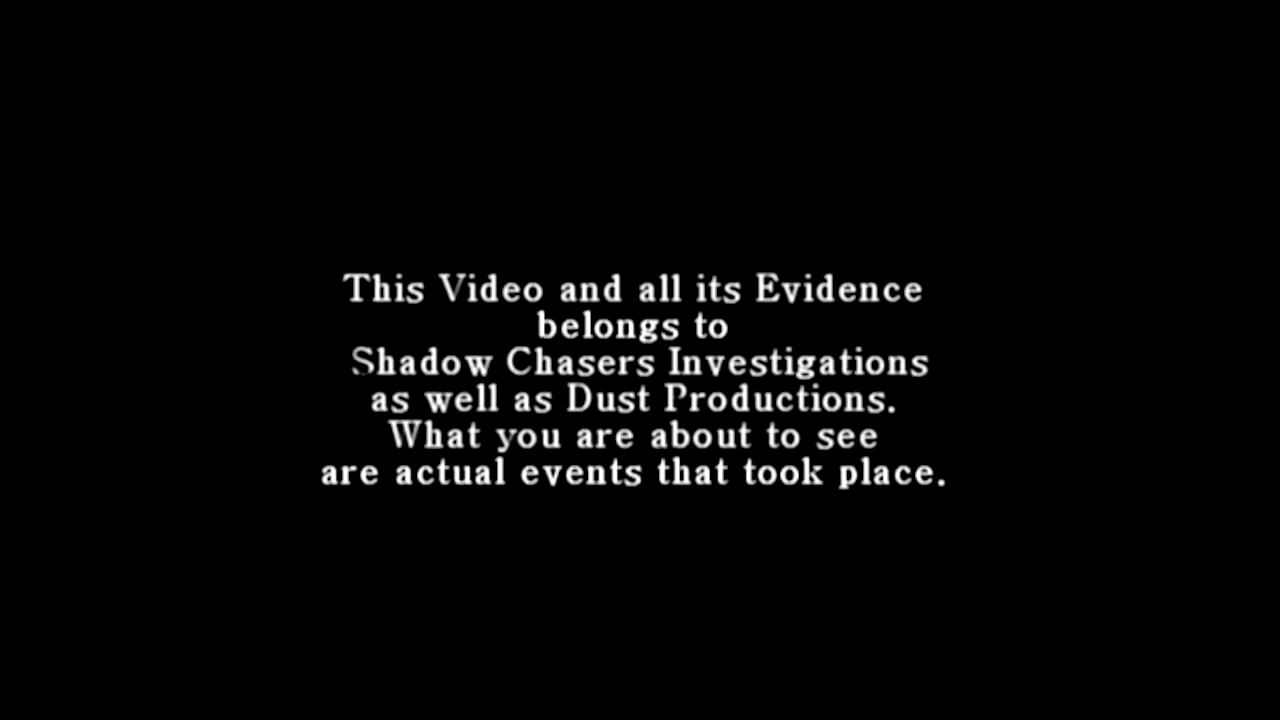 This Video and all its Evidence
belongs to
Shadow Chasers Investigations
as well as Dust Productions.
What you are about to see
are actual events that took place.